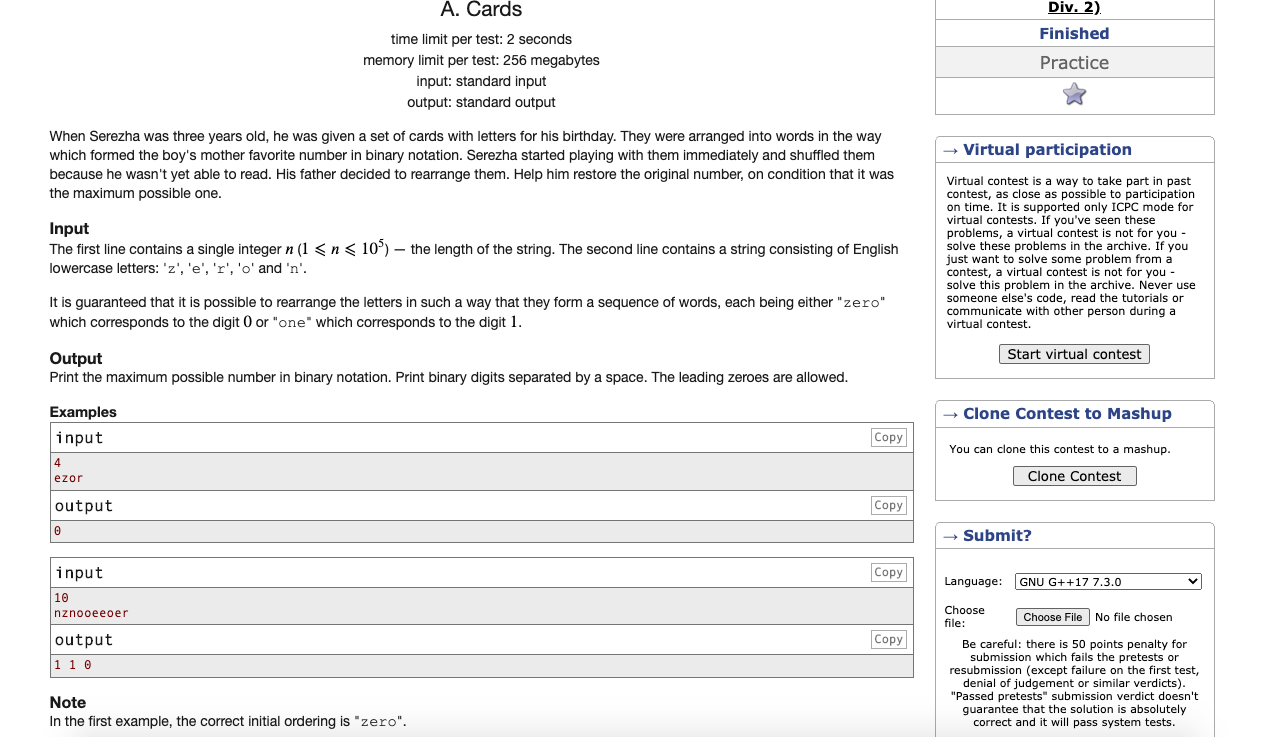 A. Cards
time limit per test: 2 seconds
memory limit per test: 256 megabytes
input: standard input
output: standard output
When Serezha was three years old, he was given a set of cards with letters for his birthday. They were arranged into words in the way
which formed the boy's mother favorite number in binary notation. Serezha started playing with them immediately and shuffled them
because he wasn't yet able to read. His father decided to rearrange them. Help him restore the original number, on condition that it was
the maximum possible one.
Input
The first line contains a single integer n (1 ⩽ n ⩽ 10⁵) — the length of the string. The second line contains a string consisting of English
lowercase letters: 'z', 'e', 'r', 'o' and 'n'.
It is guaranteed that it is possible to rearrange the letters in such a way that they form a sequence of words, each being either "zero"
which corresponds to the digit 0 or "one" which corresponds to the digit 1.
Output
Print the maximum possible number in binary notation. Print binary digits separated by a space. The leading zeroes are allowed.
Examples
input
Copy
4
ezor
output
Copy
0
input
Copy
10
nznooeeoer
output
Copy
1 1 0
Note
In the first example, the correct initial ordering is "zero".
Div. 2)
Finished
Practice
→ Virtual participation
Virtual contest is a way to take part in past
contest, as close as possible to participation
on time. It is supported only ICPC mode for
virtual contests. If you've seen these
problems, a virtual contest is not for you -
solve these problems in the archive. If you
just want to solve some problem from a
contest, a virtual contest is not for you -
solve this problem in the archive. Never use
someone else's code, read the tutorials or
communicate with other person during a
virtual contest.
Start virtual contest
→ Clone Contest to Mashup
You can clone this contest to a mashup.
Clone Contest
→ Submit?
Language: GNU G++17 7.3.0
Choose
file: Choose File No file chosen
Be careful: there is 50 points penalty for
submission which fails the pretests or
resubmission (except failure on the first test,
denial of judgement or similar verdicts).
"Passed pretests" submission verdict doesn't
guarantee that the solution is absolutely
correct and it will pass system tests.